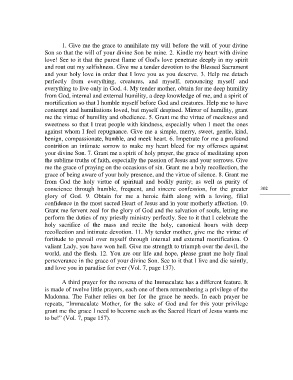 1. Give me the grace to annihilate my will before the will of your divine
Son so that the will of your divine Son be mine. 2. Kindle my heart with divine
love! See to it that the purest flame of God's love penetrate deeply in my spirit
and rout out my selfishness. Give me a tender devotion to the Blessed Sacrament
and your holy love in order that I love you as you deserve. 3. Help me detach
perfectly from everything, creatures, and myself, renouncing myself and
everything to live only in God. 4. My tender mother, obtain for me deep humility
from God, internal and external humility, a deep knowledge of me, and a spirit of
mortification so that I humble myself before God and creatures. Help me to have
contempt and humiliations loved, but myself despised. Mirror of humility, grant
me the virtue of humility and obedience. 5. Grant me the virtue of meekness and
sweetness so that I treat people with kindness, especially when I meet the ones
against whom I feel repugnance. Give me a simple, merry, sweet, gentle, kind,
benign, compassionate, humble, and meek heart. 6. Impetrate for me a profound
contrition an intimate sorrow to make my heart bleed for my offenses against
your divine Son. 7. Grant me a spirit of holy prayer, the grace of meditating upon
the sublime truths of faith, especially the passion of Jesus and your sorrows. Give
me the grace of praying on the occasions of sin. Grant me a holy recollection, the
grace of being aware of your holy presence, and the virtue of silence. 8. Grant me
from God the holy virtue of spiritual and bodily purity; as well as purity of
conscience through humble, frequent, and sincere confession, for the greater
glory of God. 9. Obtain for me a heroic faith along with a loving, filial
confidence in the most sacred Heart of Jesus and in your motherly affection. 10.
Grant me fervent zeal for the glory of God and the salvation of souls, letting me
perform the duties of my priestly ministry perfectly. See to it that I celebrate the
holy sacrifice of the mass and recite the holy, canonical hours with deep
recollection and intimate devotion. 11. My tender mother, give me the virtue of
fortitude to prevail over myself through internal and external mortification. O
valiant Lady, you have won hell. Give me strength to triumph over the devil, the
world, and the flesh. 12. You are our life and hope, please grant me holy final
perseverance in the grace of your divine Son. See to it that I live and die saintly,
and love you in paradise for ever (Vol. 7, page 137).
A third prayer for the novena of the Immaculate has a different feature. It
is made of twelve little prayers, each one of them remembering a privilege of the
Madonna. The Father relies on her for the grace he needs. In each prayer he
repeats, "Immaculate Mother, for the sake of God and for this your privilege
grant me the grace I need to become such as the Sacred Heart of Jesus wants me
to be!" (Vol. 7, page 157).